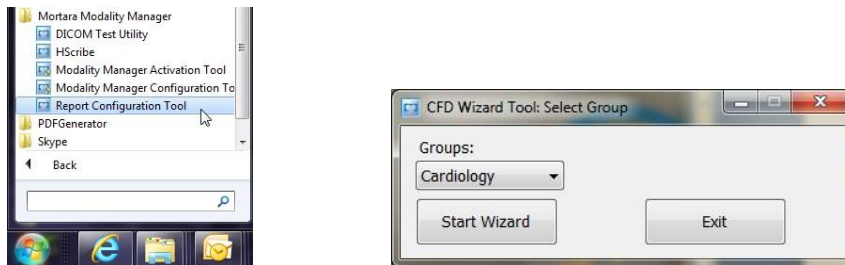 Mortara Modality Manager
DICOM Test Utility
HScribe
Modality Manager Activation Tool
Modality Manager Configuration To
Report Configuration Tool
PDFGenerator
Skype
Back
CFD Wizard Tool: Select Group
Groups:
Cardiology
Start Wizard Exit